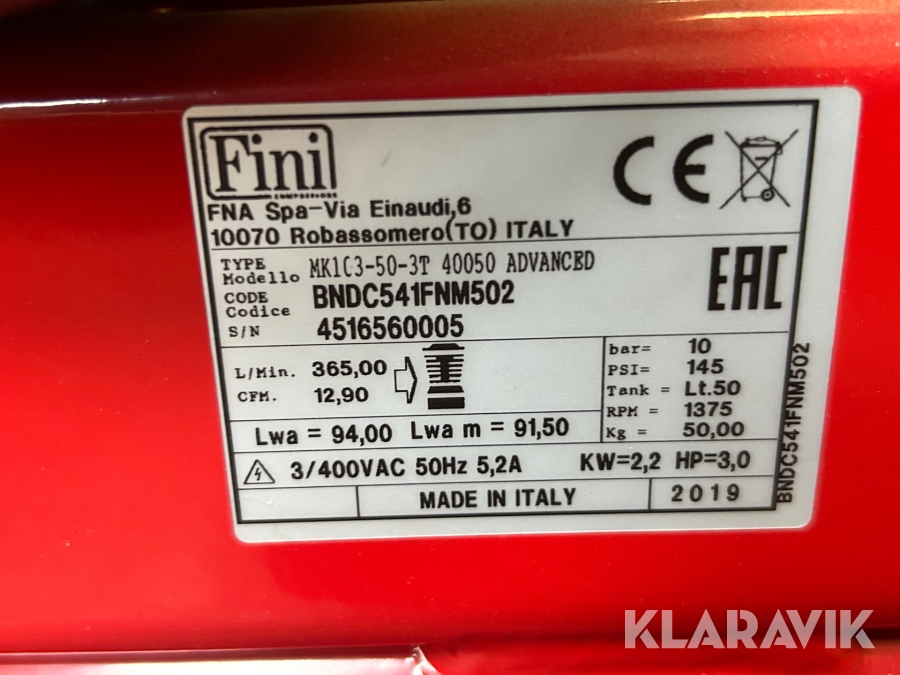 Fini
COMPRESSORS
FNA Spa-Via Einaudi,6
10070 Robassomero(TO) ITALY
TYPE
Modello MK103-50-3T 40050 ADVANCED
CODE
Codice BNDC541FNM502
S/N 4516560005
CE
EAC
L/Min. 365,00
CFM. 12,90
bar= 10
PSI= 145
Tank = Lt.50
RPM = 1375
Kg = 50,00
Lwa = 94,00 Lwa m = 91,50
3/400VAC 50Hz 5,2A KW=2,2 HP=3,0
MADE IN ITALY 2019
BNDC541FNM502
KLARAVIK